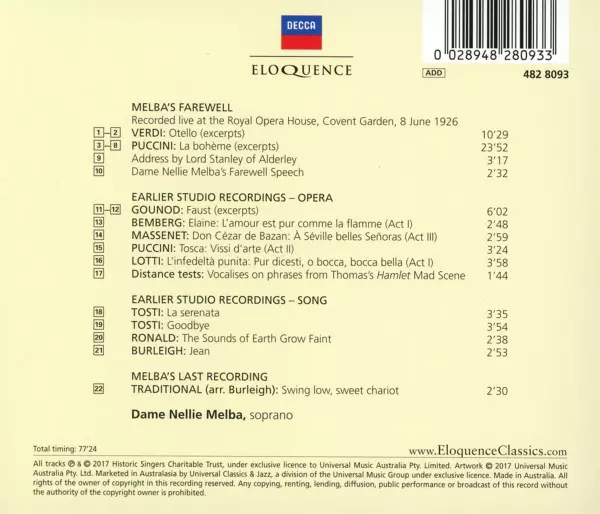 DECCA
ELOQUENCE
0 028948 280933
ADD
482 8093
MELBA'S FAREWELL
Recorded live at the Royal Opera House, Covent Garden, 8 June 1926
1–2 VERDI: Otello (excerpts) 10'29
3–8 PUCCINI: La bohème (excerpts) 23'52
9 Address by Lord Stanley of Alderley 3'17
10 Dame Nellie Melba's Farewell Speech 2'32
EARLIER STUDIO RECORDINGS – OPERA
11–12 GOUNOD: Faust (excerpts) 6'02
13 BEMBERG: Elaine: L'amour est pur comme la flamme (Act I) 2'48
14 MASSENET: Don Cézar de Bazan: À Séville belles Señoras (Act III) 2'59
15 PUCCINI: Tosca: Vissi d'arte (Act II) 3'24
16 LOTTI: L'infedeltà punita: Pur dicesti, o bocca, bocca bella (Act I) 3'58
17 Distance tests: Vocalises on phrases from Thomas's Hamlet Mad Scene 1'44
EARLIER STUDIO RECORDINGS – SONG
18 TOSTI: La serenata 3'35
19 TOSTI: Goodbye 3'54
20 RONALD: The Sounds of Earth Grow Faint 2'38
21 BURLEIGH: Jean 2'53
MELBA'S LAST RECORDING
22 TRADITIONAL (arr. Burleigh): Swing low, sweet chariot 2'30
Dame Nellie Melba, soprano
Total timing: 77'24
www.EloquenceClassics.com
All tracks ℗ & © 2017 Historic Singers Charitable Trust, under exclusive licence to Universal Music Australia Pty. Limited. Artwork © 2017 Universal Music
Australia Pty. Ltd. Marketed in Australasia by Universal Classics & Jazz, a division of the Universal Music Group under exclusive licence. Made in Australia. All
rights of the owner of copyright in this recording reserved. Any copying, renting, lending, diffusion, public performance or broadcast of this record without
the authority of the copyright owner is prohibited.